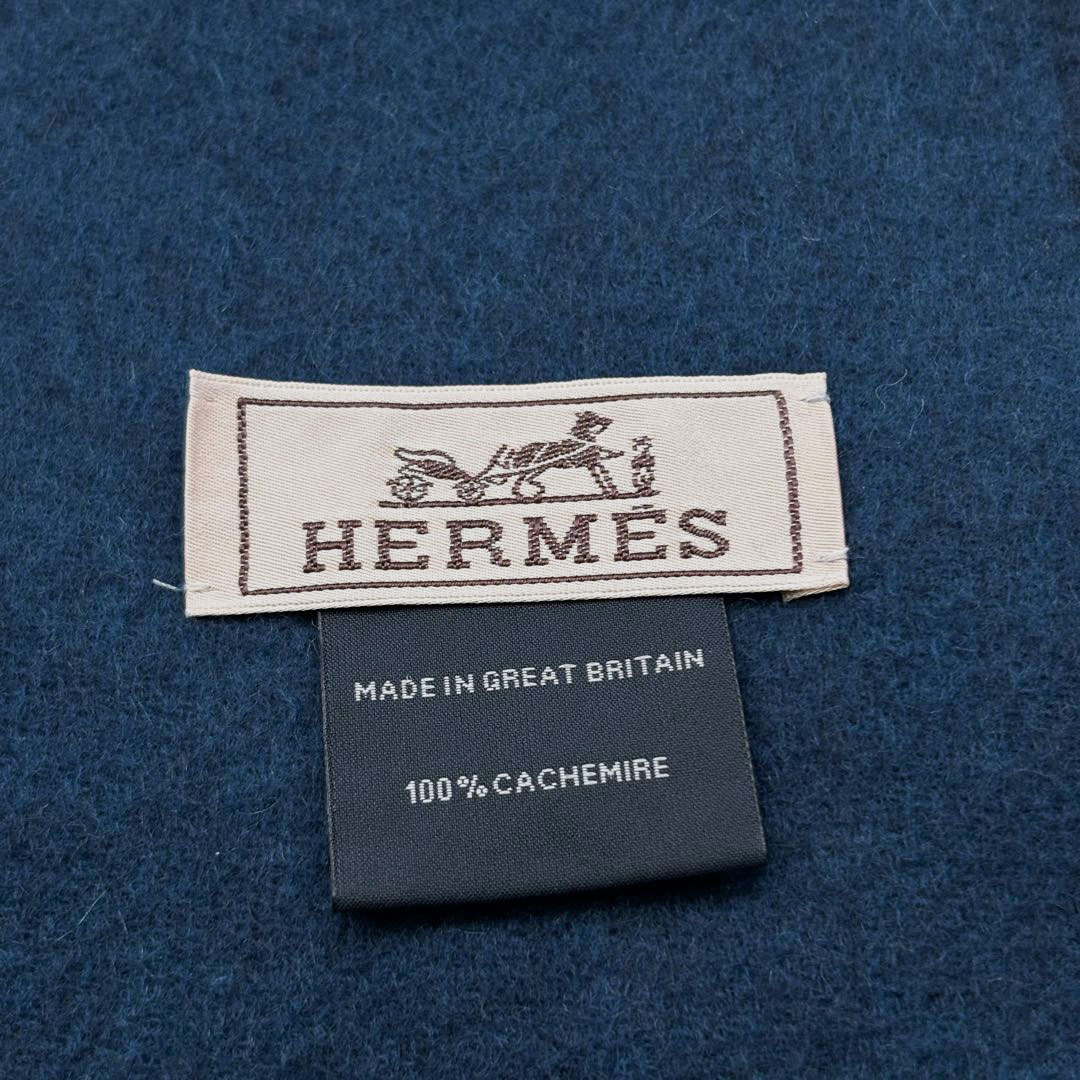 HERMÈS
MADE IN GREAT BRITAIN
100% CACHEMIRE